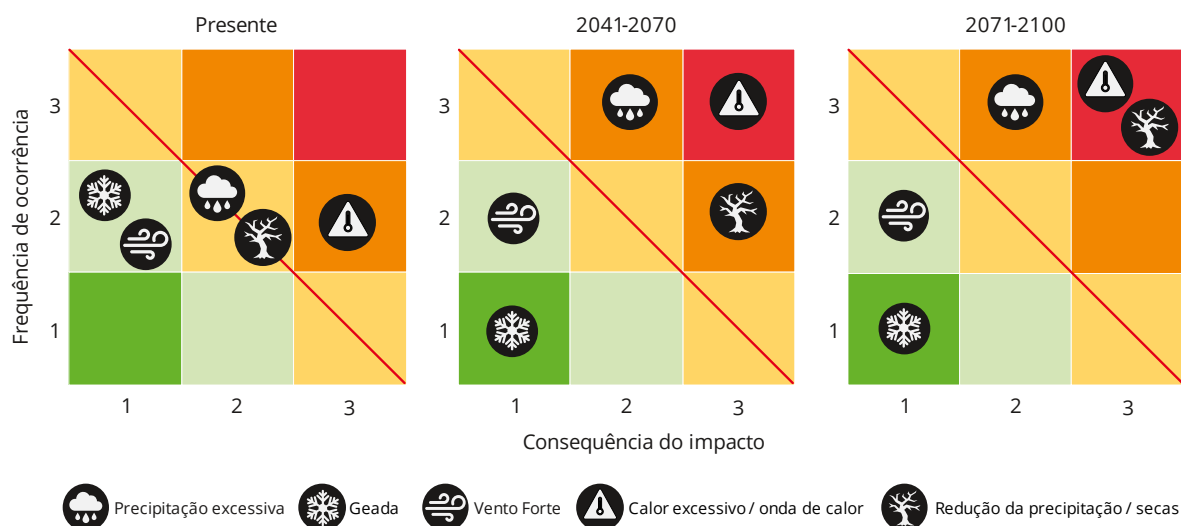 Presente
2041-2070
2071-2100
Frequência de ocorrência
3
2
1
1
2
3
3
2
1
1
2
3
3
2
1
1
2
3
Consequência do impacto
Precipitação excessiva
Geada
Vento Forte
Calor excessivo / onda de calor
Redução da precipitação / secas